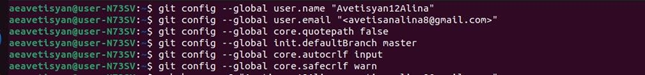 aeavetisyan@user-N73SV:~$ git config --global user.name "Avetisyan12Alina"
aeavetisyan@user-N73SV:~$ git config --global user.email "<avetisanalina8@gmail.com>"
aeavetisyan@user-N73SV:~$ git config --global core.quotepath false
aeavetisyan@user-N73SV:~$ git config --global init.defaultBranch master
aeavetisyan@user-N73SV:~$ git config --global core.autocrlf input
aeavetisyan@user-N73SV:~$ git config --global core.safecrlf warn